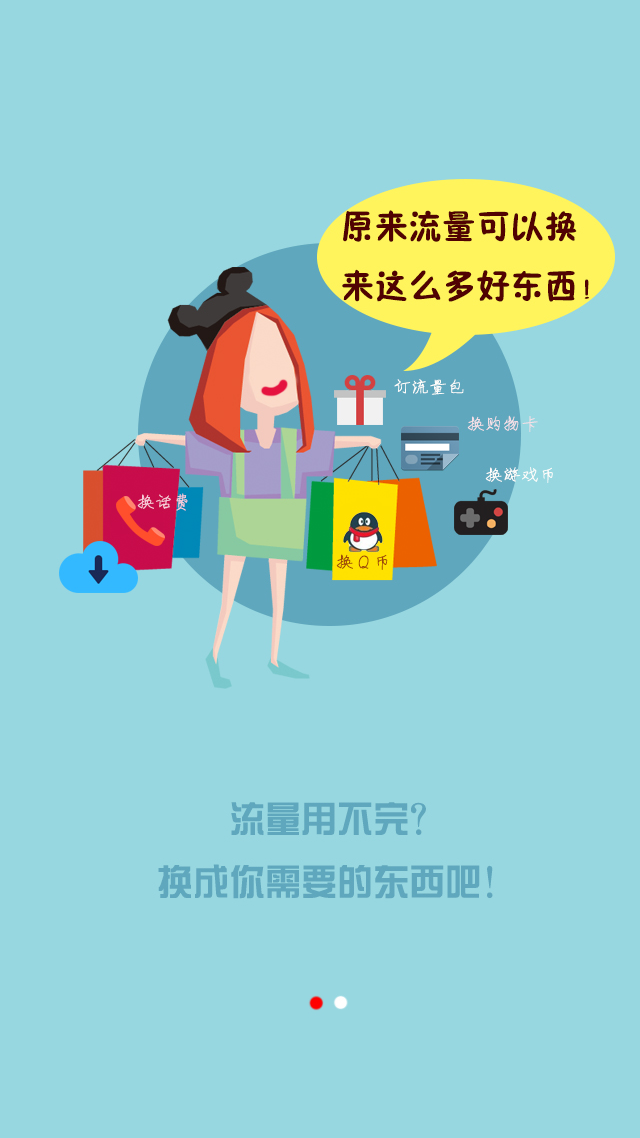 原来流量可以换
来这么多好东西!
订流量包
换购物卡
换游戏币
换话费
换Q币
流量用不完?
换成你需要的东西吧!